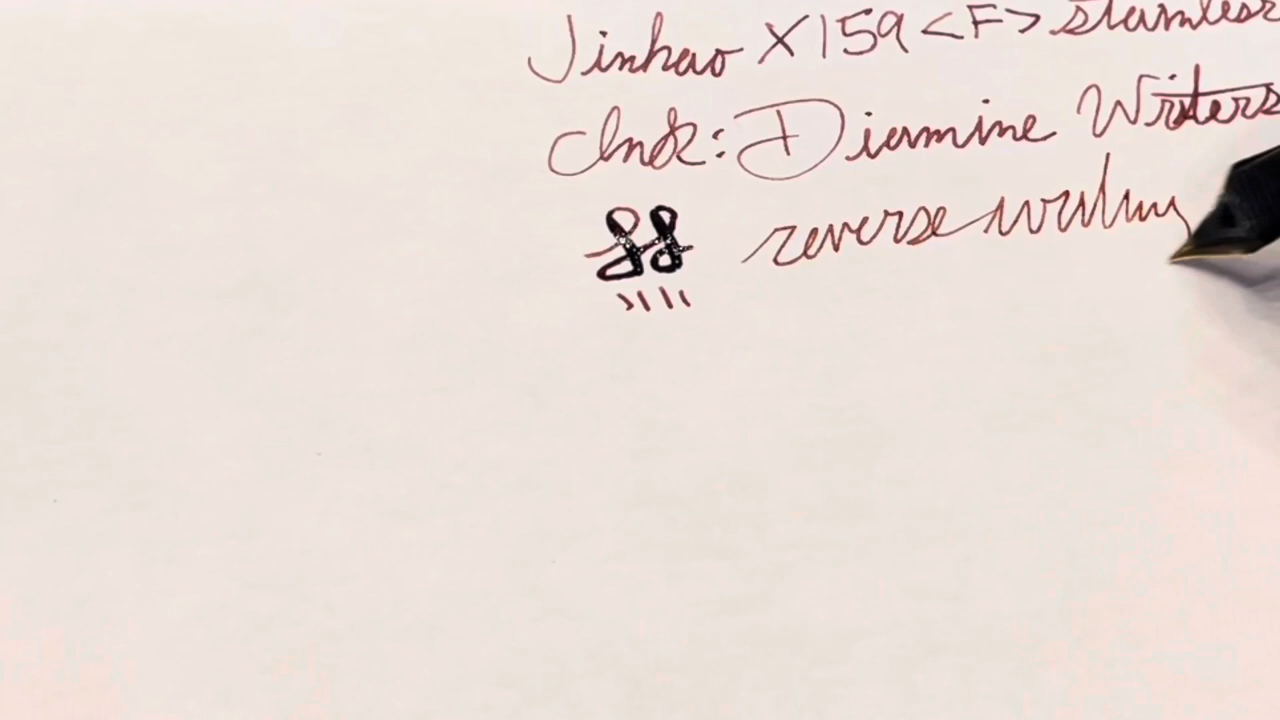 Jinhao X159 <F> stainless
Ink: Diamine Writers
reverse writing